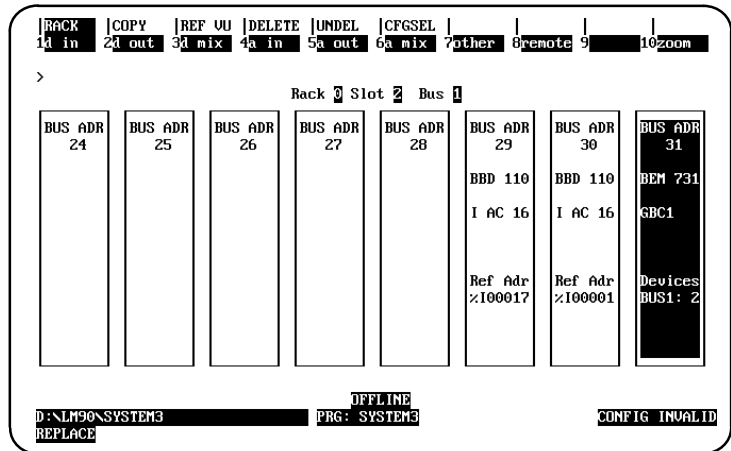 RACK |COPY |REF VU |DELETE |UNDEL |CFGSEL | | | |
1d in 2d out 3d mix 4a in 5a out 6a mix 7other 8remote 9 10zoom
>
Rack 0 Slot 2 Bus 1
BUS ADR BUS ADR BUS ADR BUS ADR BUS ADR BUS ADR BUS ADR BUS ADR
24 25 26 27 28 29 30 31
BBD 110 BBD 110 BEM 731
I AC 16 I AC 16 GBC1
Ref Adr Ref Adr Devices
%I00017 %I00001 BUS1: 2
OFFLINE
D:\LM90\SYSTEM3 PRG: SYSTEM3 CONFIG INVALID
REPLACE